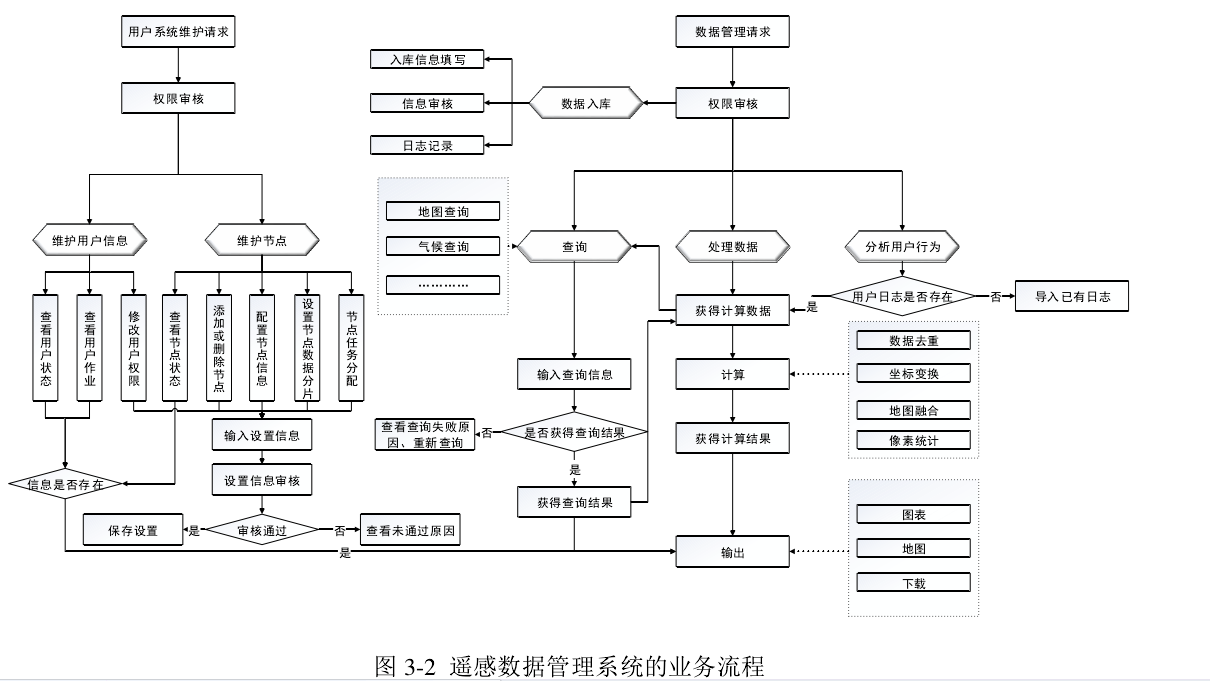 用户系统维护请求
权限审核
维护用户信息
维护节点
查看用户状态
查看用户作业
修改用户权限
查看节点状态
添加或删除节点
配置节点信息
设置节点数据分片
节点任务分配
输入设置信息
设置信息审核
信息是否存在
审核通过
是
保存设置
否
查看未通过原因
是
数据管理请求
权限审核
数据入库
入库信息填写
信息审核
日志记录
地图查询
气候查询
…………
查询
处理数据
分析用户行为
用户日志是否存在
是
否
导入已有日志
获得计算数据
输入查询信息
计算
数据去重
坐标变换
地图融合
像素统计
是否获得查询结果
否
查看查询失败原
因、重新查询
是
获得查询结果
获得计算结果
输出
图表
地图
下载
图 3-2 遥感数据管理系统的业务流程